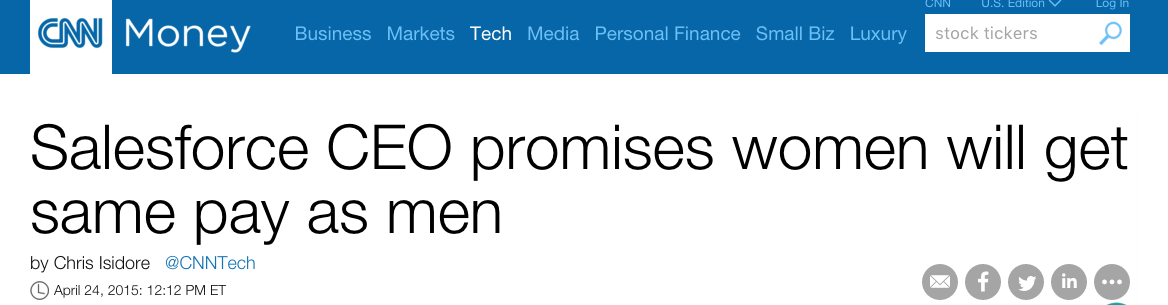 CNN U.S. Edition Log In
CNN Money Business Markets Tech Media Personal Finance Small Biz Luxury stock tickers
Salesforce CEO promises women will get
same pay as men
by Chris Isidore @CNNTech
April 24, 2015: 12:12 PM ET